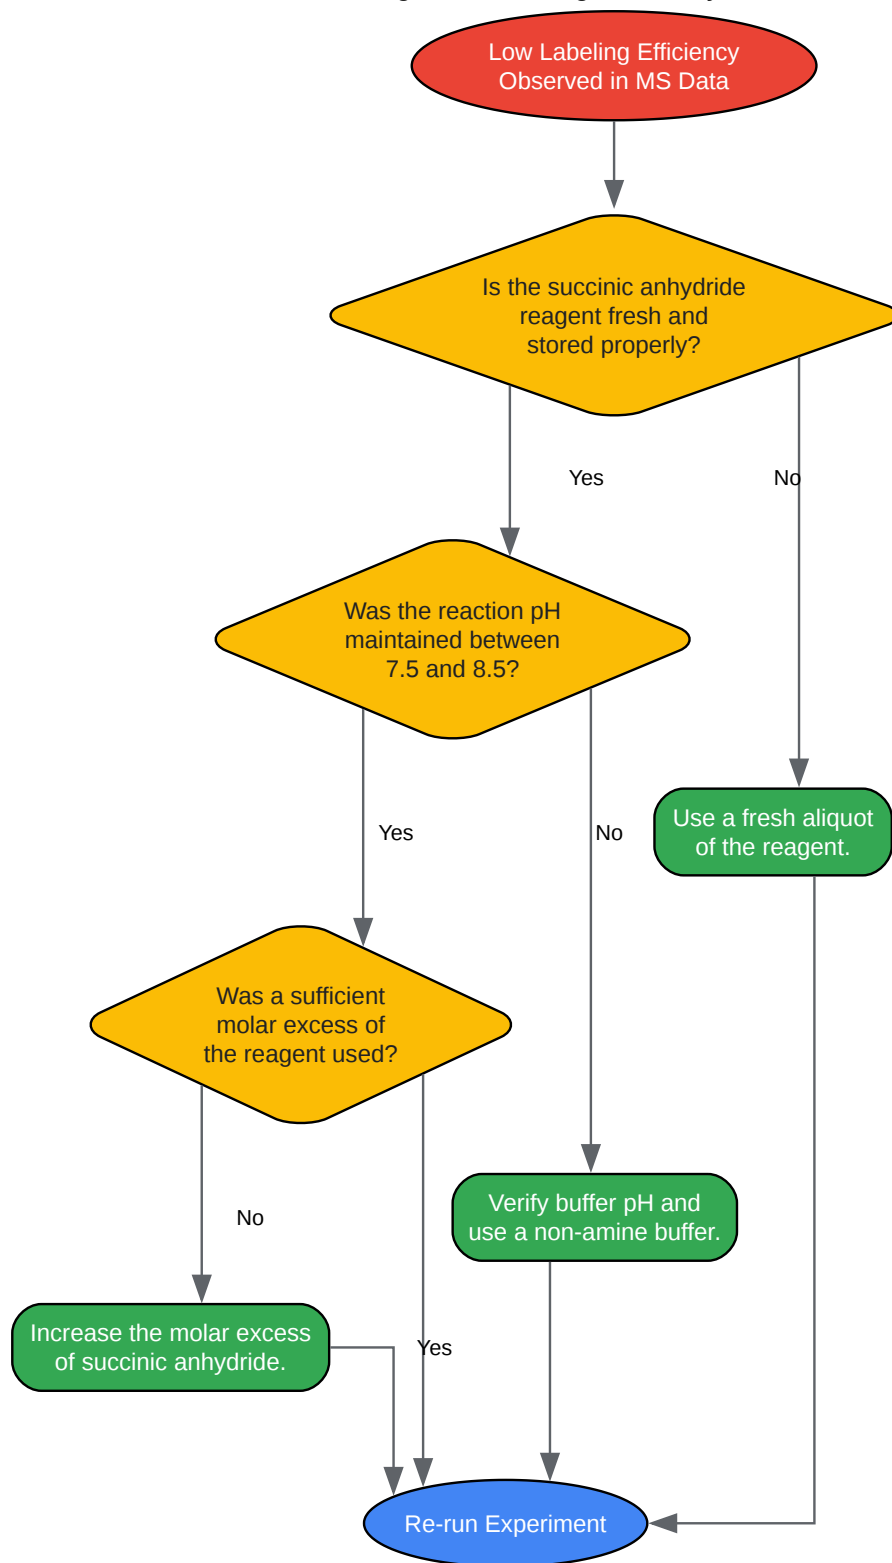 Low Labeling Efficiency
Observed in MS Data
Is the succinic anhydride
reagent fresh and
stored properly?
Yes
No
Was the reaction pH
maintained between
7.5 and 8.5?
Use a fresh aliquot
of the reagent.
Yes
No
Was a sufficient
molar excess of
the reagent used?
Verify buffer pH and
use a non-amine buffer.
No
Increase the molar excess
of succinic anhydride.
Yes
Re-run Experiment